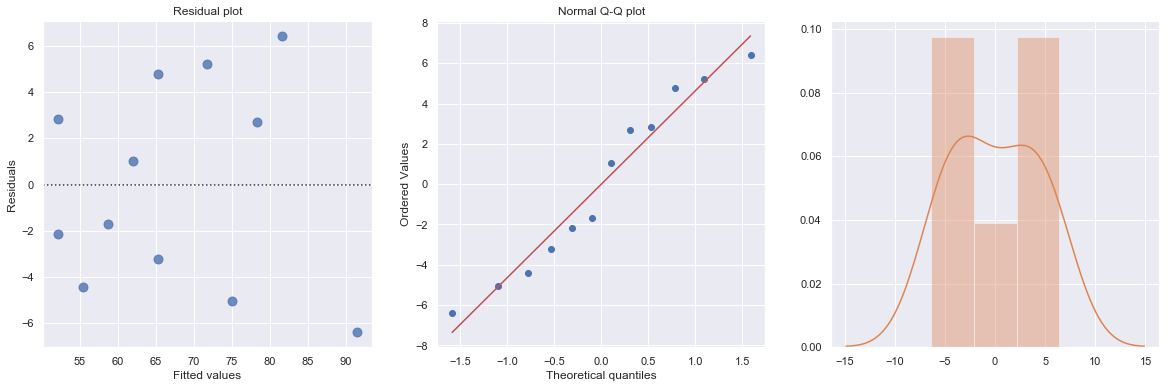 Residual plot
Residuals
6
4
2
0
−2
−4
−6
55 60 65 70 75 80 85 90
Fitted values
Normal Q-Q plot
Ordered Values
8
6
4
2
0
−2
−4
−6
−8
−1.5 −1.0 −0.5 0.0 0.5 1.0 1.5
Theoretical quantiles
0.10
0.08
0.06
0.04
0.02
0.00
−15 −10 −5 0 5 10 15